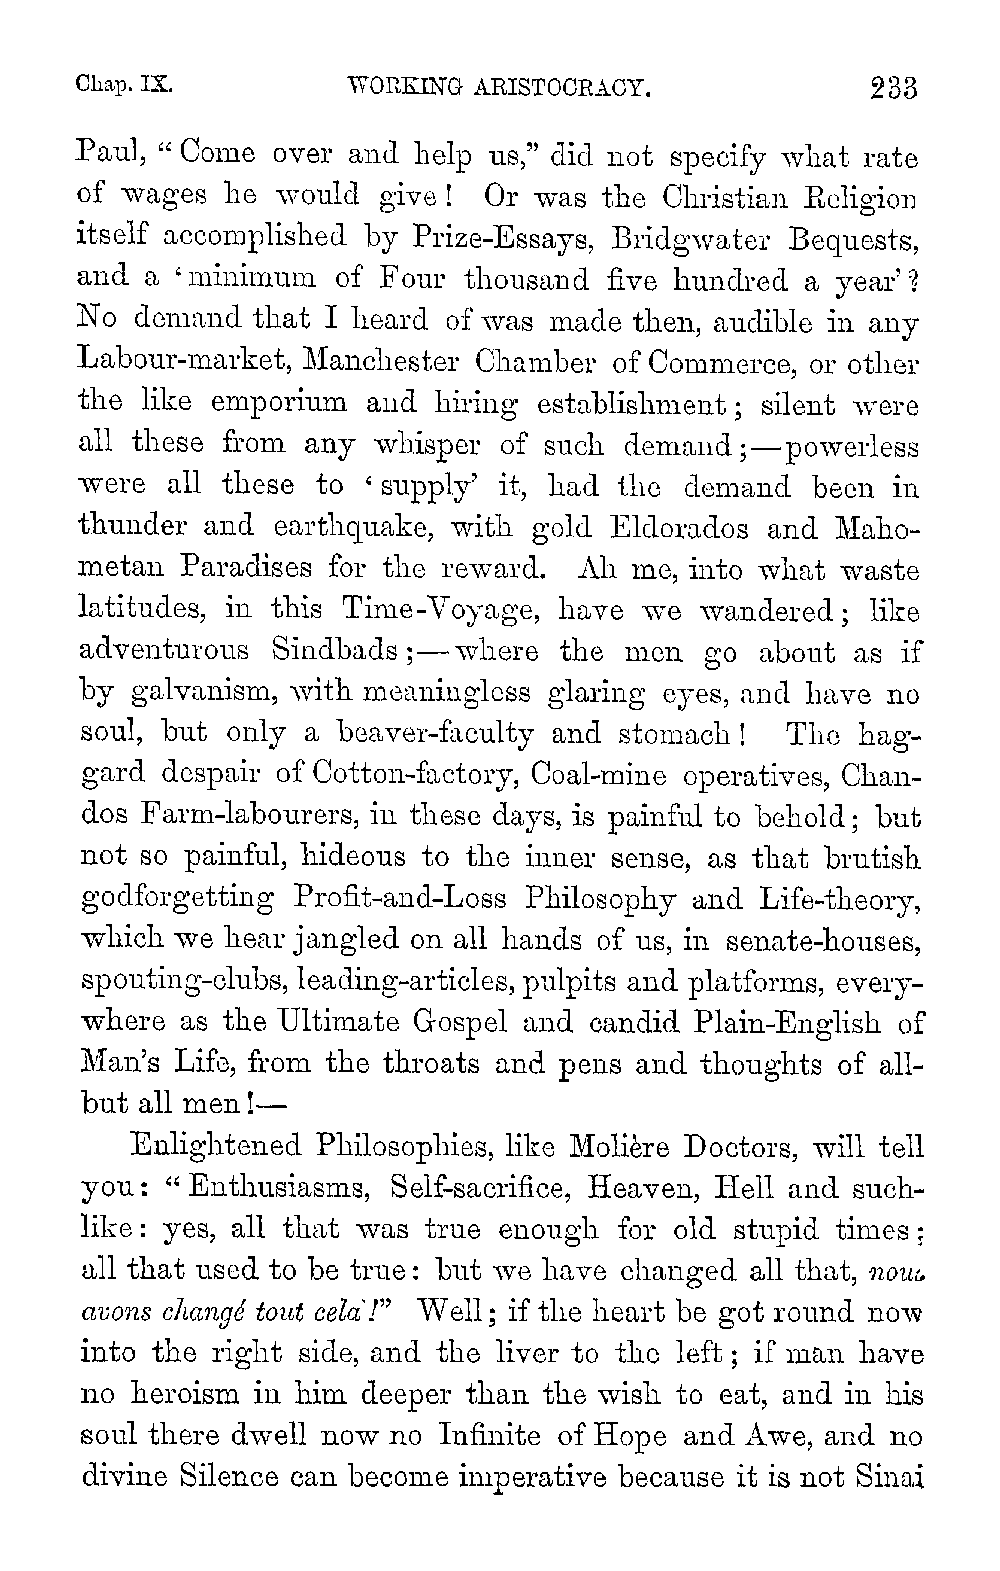 Chap. IX. WORKING ARISTOCRACY. 233
Paul, “Come over and help us,” did not specify what rate
of wages he would give! Or was the Christian Religion
itself accomplished by Prize-Essays, Bridgwater Bequests,
and a ‘minimum of Four thousand five hundred a year’?
No demand that I heard of was made then, audible in any
Labour-market, Manchester Chamber of Commerce, or other
the like emporium and hiring establishment; silent were
all these from any whisper of such demand;—powerless
were all these to ‘supply’ it, had the demand been in
thunder and earthquake, with gold Eldorados and Maho-
metan Paradises for the reward. Ah me, into what waste
latitudes, in this Time-Voyage, have we wandered; like
adventurous Sindbads;—where the men go about as if
by galvanism, with meaningless glaring eyes, and have no
soul, but only a beaver-faculty and stomach! The hag-
gard despair of Cotton-factory, Coal-mine operatives, Chan-
dos Farm-labourers, in these days, is painful to behold; but
not so painful, hideous to the inner sense, as that brutish
godforgetting Profit-and-Loss Philosophy and Life-theory,
which we hear jangled on all hands of us, in senate-houses,
spouting-clubs, leading-articles, pulpits and platforms, every-
where as the Ultimate Gospel and candid Plain-English of
Man’s Life, from the throats and pens and thoughts of all-
but all men!—
Enlightened Philosophies, like Molière Doctors, will tell
you: “Enthusiasms, Self-sacrifice, Heaven, Hell and such-
like: yes, all that was true enough for old stupid times;
all that used to be true: but we have changed all that, nous
avons changé tout cela!” Well; if the heart be got round now
into the right side, and the liver to the left; if man have
no heroism in him deeper than the wish to eat, and in his
soul there dwell now no Infinite of Hope and Awe, and no
divine Silence can become imperative because it is not Sinai